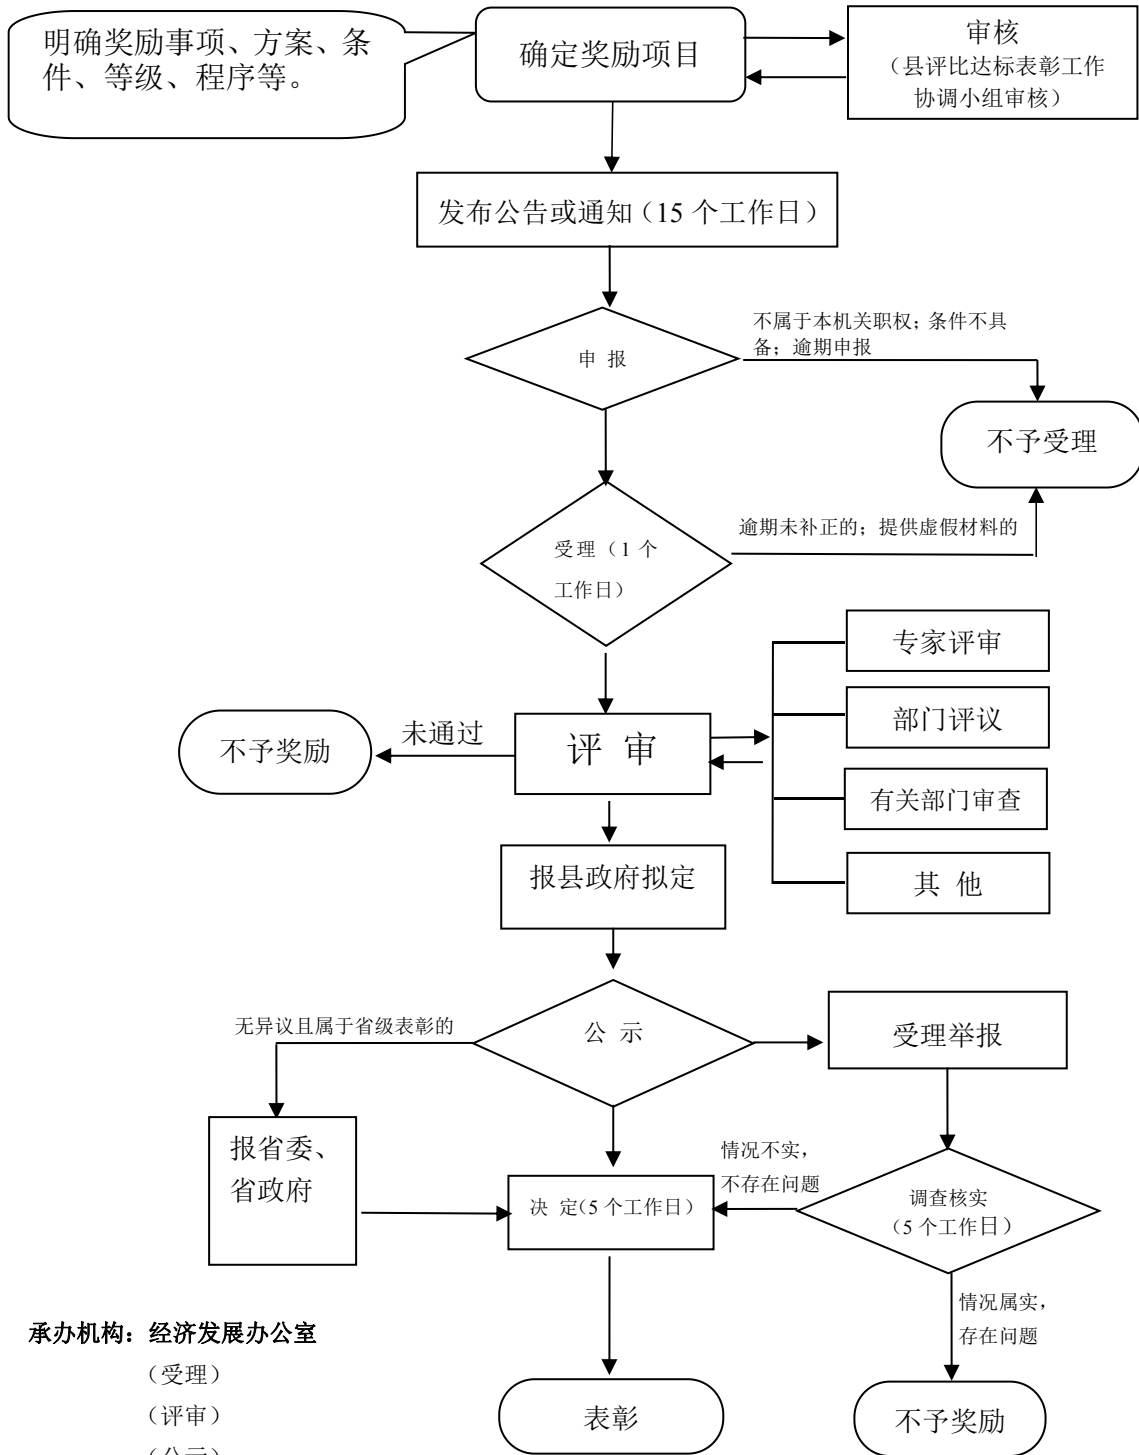 明确奖励事项、方案、条
件、等级、程序等。
确定奖励项目
审核
（县评比达标表彰工作
协调小组审核）
发布公告或通知（15 个工作日）
申 报
不属于本机关职权；条件不具
备；逾期申报
不予受理
受理（1 个
工作日）
逾期未补正的；提供虚假材料的
专家评审
部门评议
有关部门审查
其 他
评 审
未通过
不予奖励
报县政府拟定
公 示
无异议且属于省级表彰的
受理举报
报省委、
省政府
决 定（5 个工作日）
情况不实，
不存在问题
调查核实
（5 个工作日）
情况属实，
存在问题
表彰
不予奖励
承办机构：经济发展办公室
（受理）
（评审）
（公示）